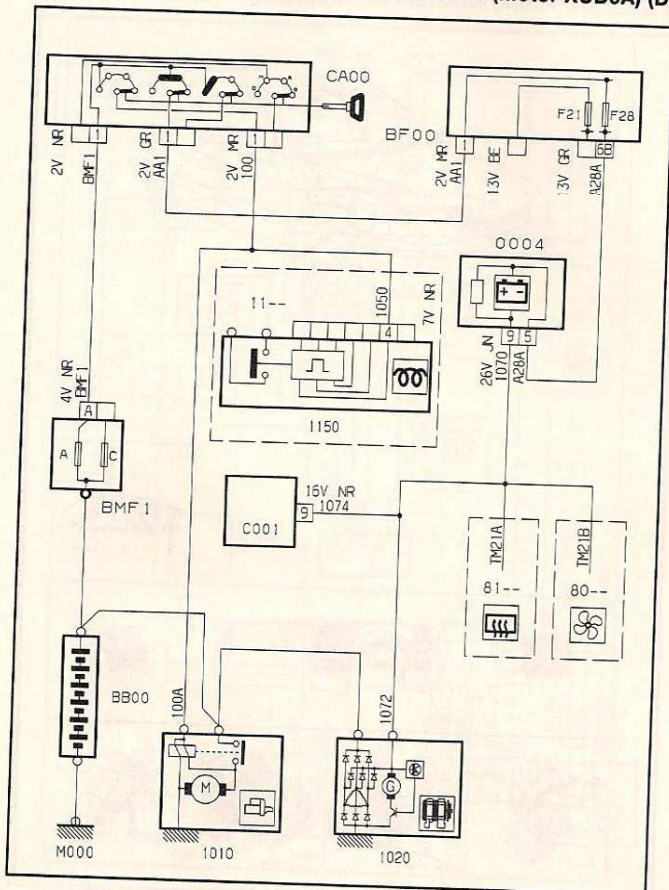 (Motor XUD6A) (D
CA00
BF00
F21
F28
2V NR
1
BMF1
GR
1
2V
AA1
2V MR
1
100
2V MR
1
AA1
13V BE
13V GR
6B
A28A
0004
+ -
9 5
26V JN
1070
A28A
11--
1050
4
7V NR
1150
4V NR
BMF1
A
A
C
BMF1
16V NR
1074
9
C001
TM21A
TM21B
81--
80--
BB00
100A
1072
M
G
M000
1010
1020